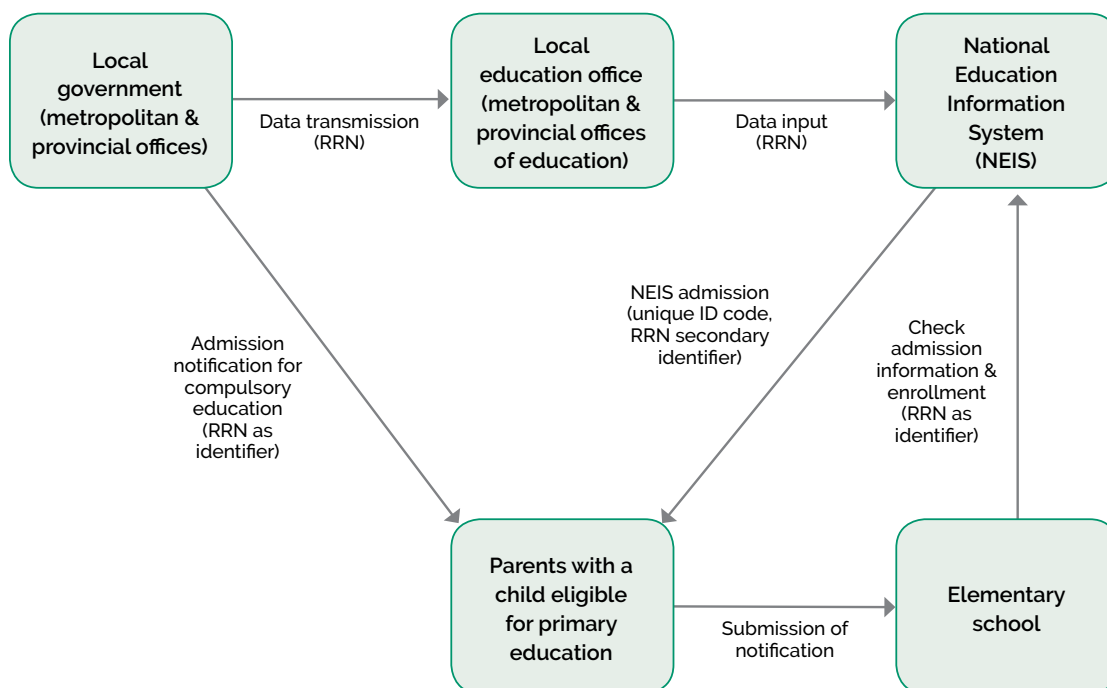 Local
government
(metropolitan &
provincial offices)
Data transmission
(RRN)
Local
education office
(metropolitan &
provincial offices
of education)
Data input
(RRN)
National
Education
Information
System
(NEIS)
Admission
notification for
compulsory
education
(RRN as
identifier)
NEIS admission
(unique ID code,
RRN secondary
identifier)
Check
admission
information &
enrollment
(RRN as
identifier)
Parents with a
child eligible
for primary
education
Submission of
notification
Elementary
school